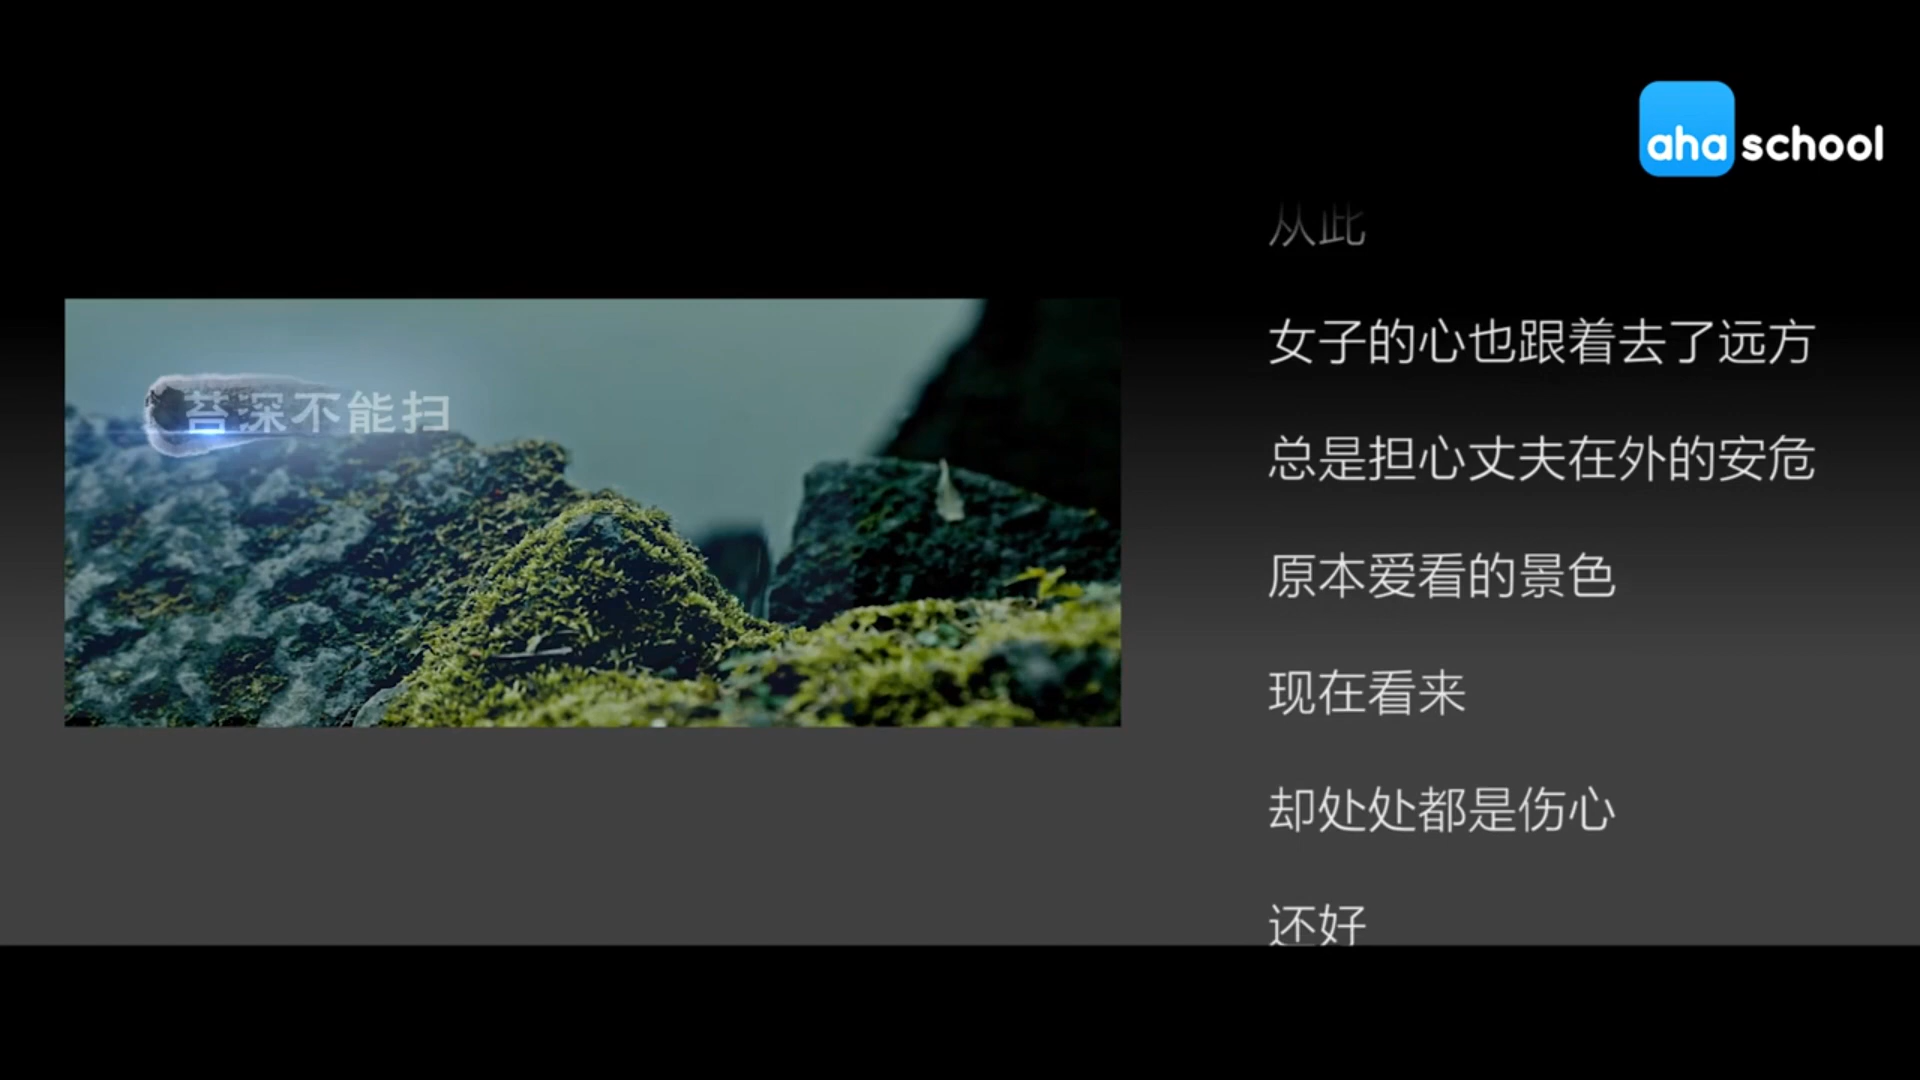 aha school
苔深不能扫
从此
女子的心也跟着去了远方
总是担心丈夫在外的安危
原本爱看的景色
现在看来
却处处都是伤心
还好